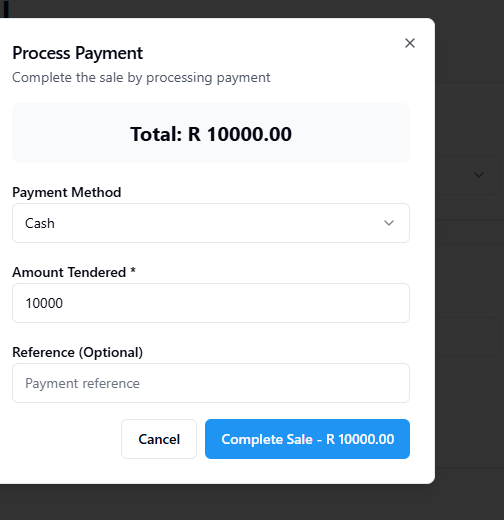 Process Payment
Complete the sale by processing payment
Total: R 10000.00
Payment Method
Cash
Amount Tendered *
10000
Reference (Optional)
Payment reference
Cancel
Complete Sale - R 10000.00